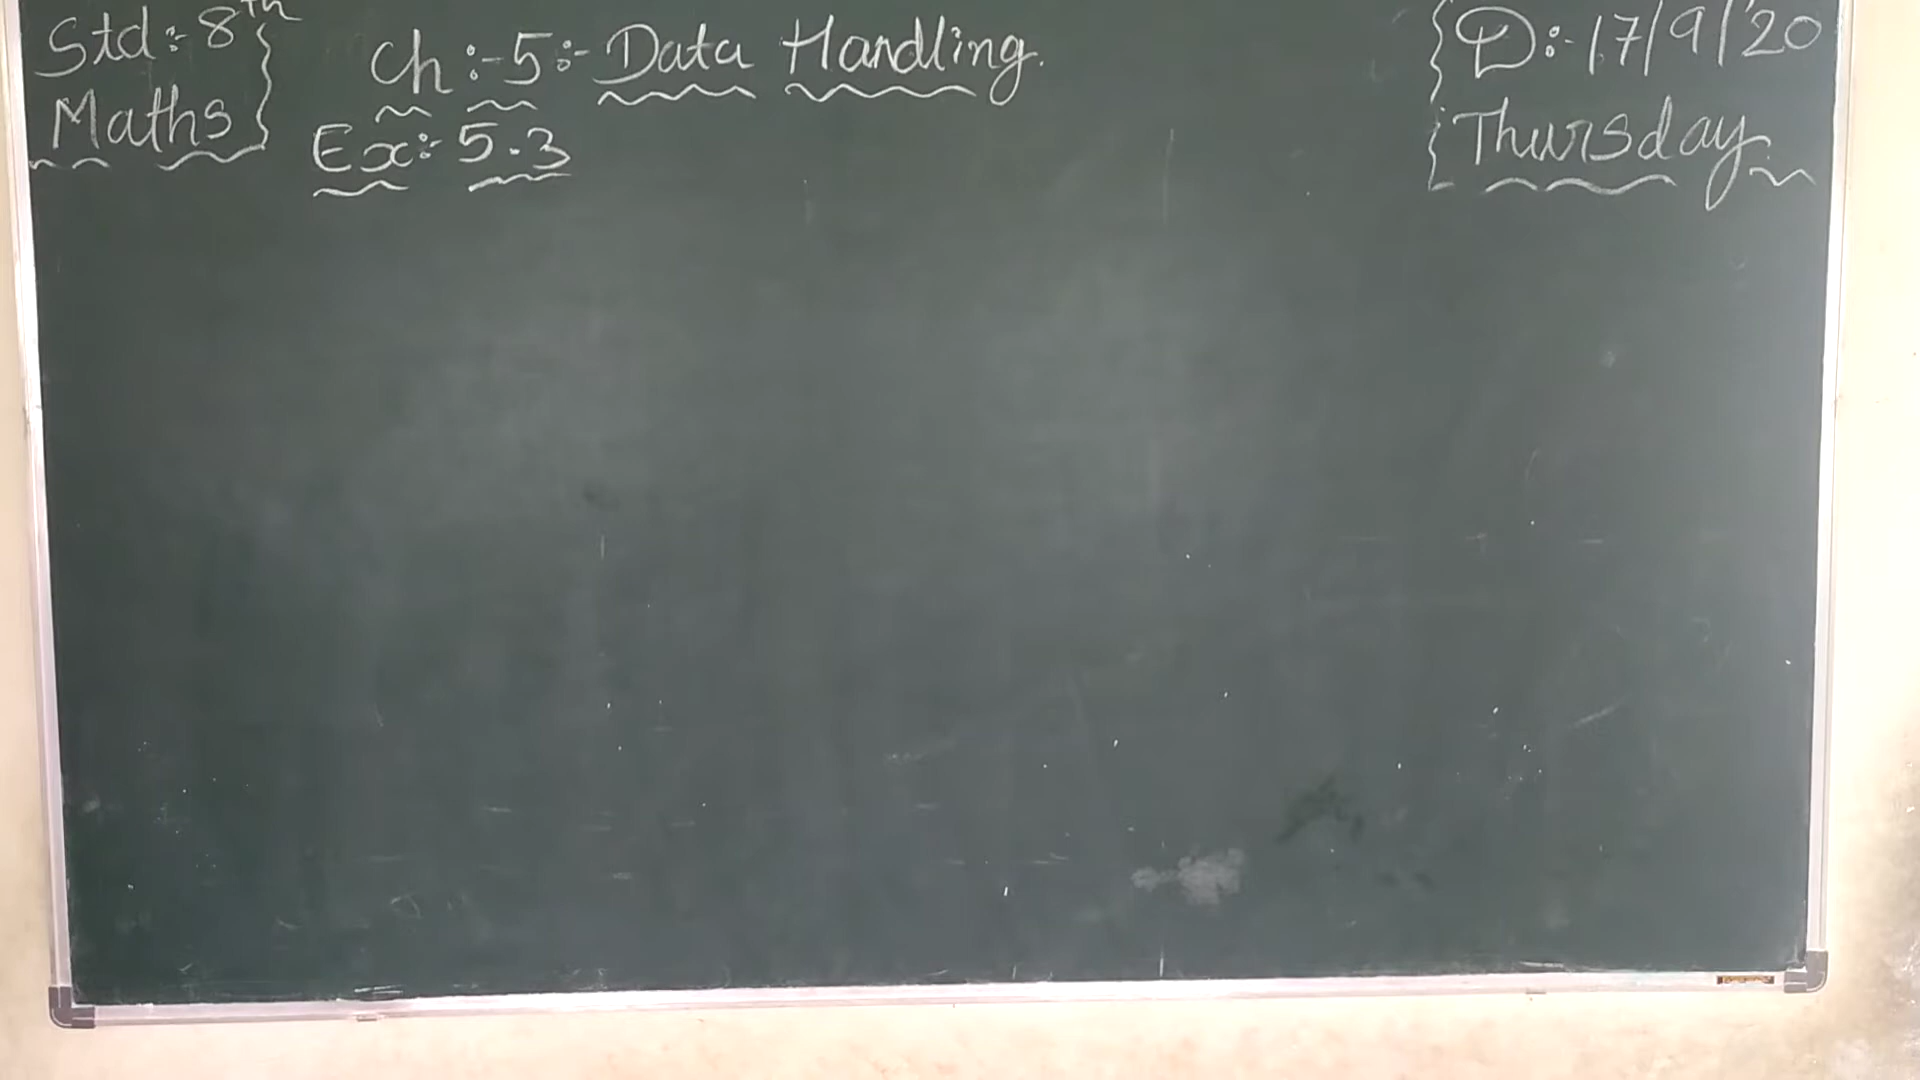 Std:- 8th
Maths
Ch:-5:- Data Handling.
Ex:- 5.3
D:-17/9/'20
Thursday